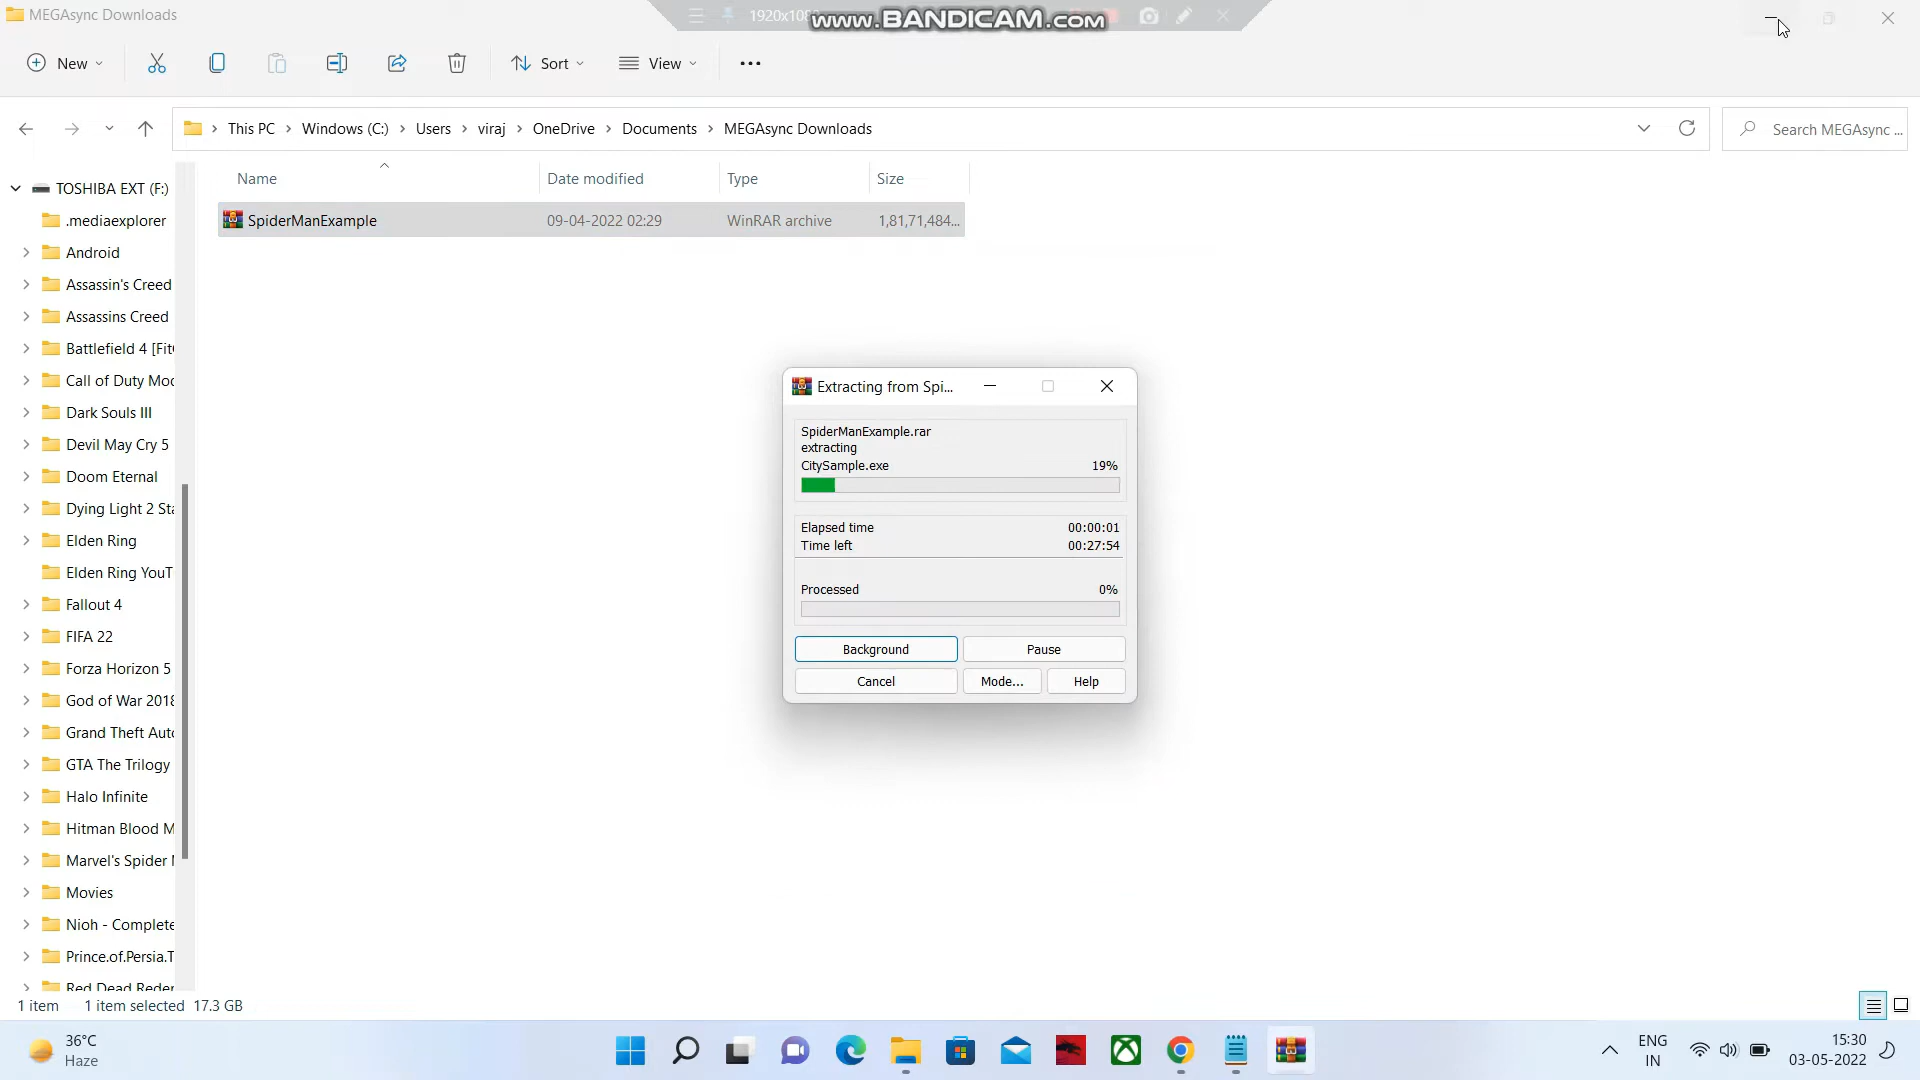 MEGAsync Downloads
1920x108
www.BANDICAM.com
New
Sort
View
This PC
Windows (C:)
Users
viraj
OneDrive
Documents
MEGAsync Downloads
Search MEGAsync ...
Name
Date modified
Type
Size
SpiderManExample
09-04-2022 02:29
WinRAR archive
1,81,71,484...
TOSHIBA EXT (F:)
.mediaexplorer
Android
Assassin's Creed
Assassins Creed
Battlefield 4 [Fit
Call of Duty Mo
Dark Souls III
Devil May Cry 5
Doom Eternal
Dying Light 2 Sta
Elden Ring
Elden Ring YouT
Fallout 4
FIFA 22
Forza Horizon 5
God of War 2018
Grand Theft Aut
GTA The Trilogy
Halo Infinite
Hitman Blood M
Marvel's Spider
Movies
Nioh - Complete
Prince.of.Persia.T
Red Dead Reder
Extracting from Spi...
SpiderManExample.rar
extracting
CitySample.exe 19%
Elapsed time 00:00:01
Time left 00:27:54
Processed 0%
Background
Pause
Cancel
Mode...
Help
1 item 1 item selected 17.3 GB
36°C
Haze
ENG
IN
15:30
03-05-2022